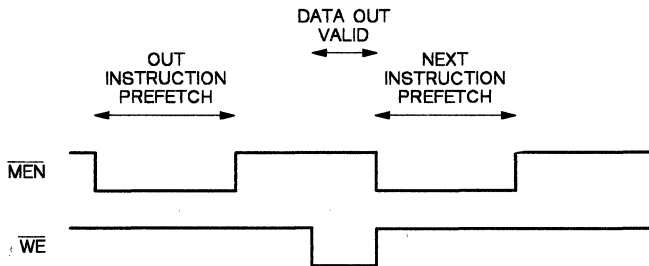 DATA OUT
VALID
OUT
INSTRUCTION
PREFETCH
NEXT
INSTRUCTION
PREFETCH
MEN
WE